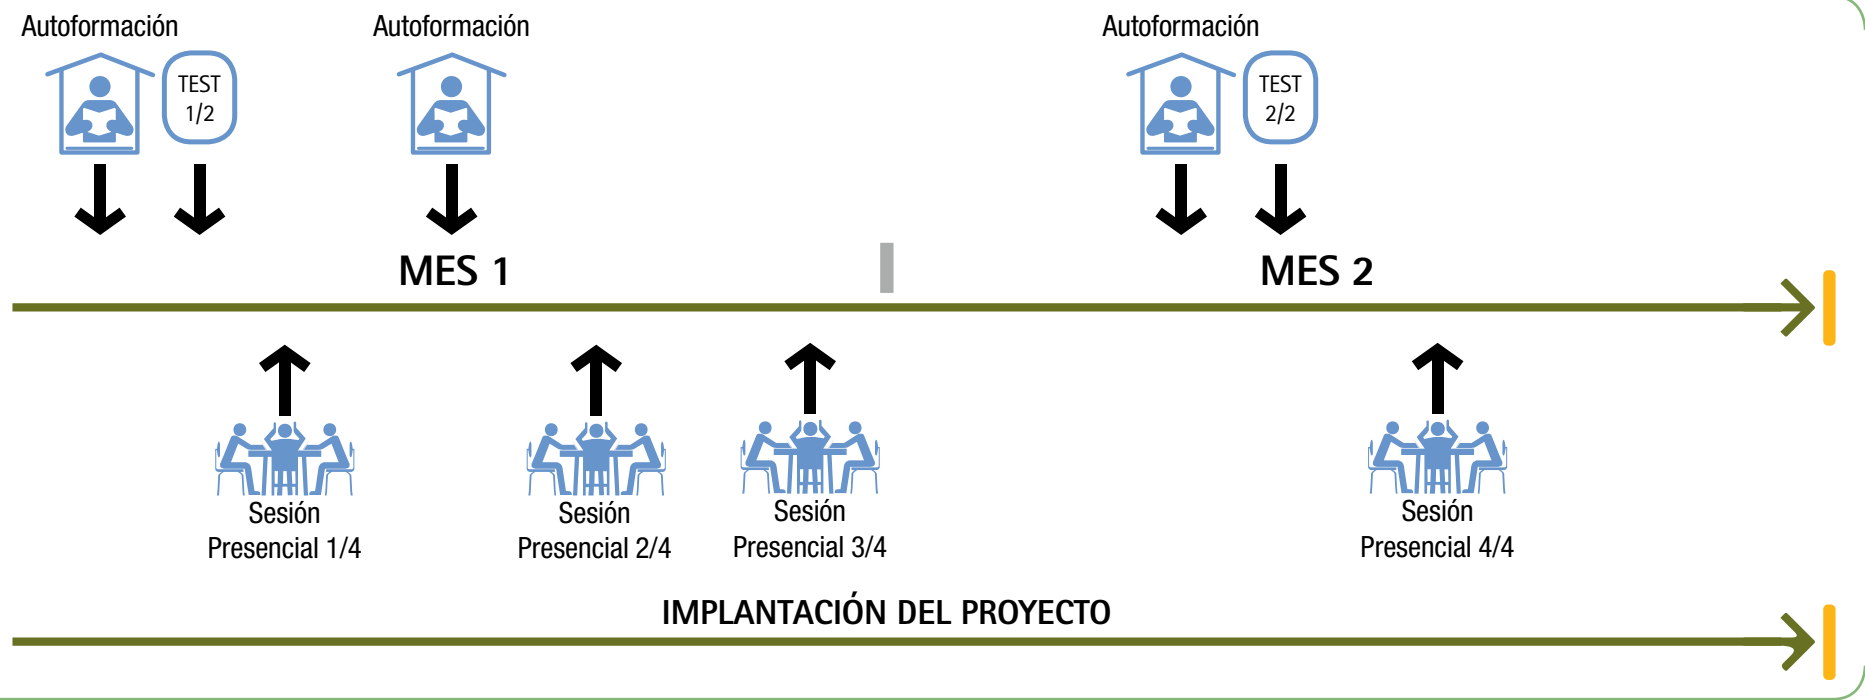 Autoformación
TEST
1/2
Autoformación
Autoformación
TEST
2/2
MES 1
MES 2
Sesión
Presencial 1/4
Sesión
Presencial 2/4
Sesión
Presencial 3/4
Sesión
Presencial 4/4
IMPLANTACIÓN DEL PROYECTO